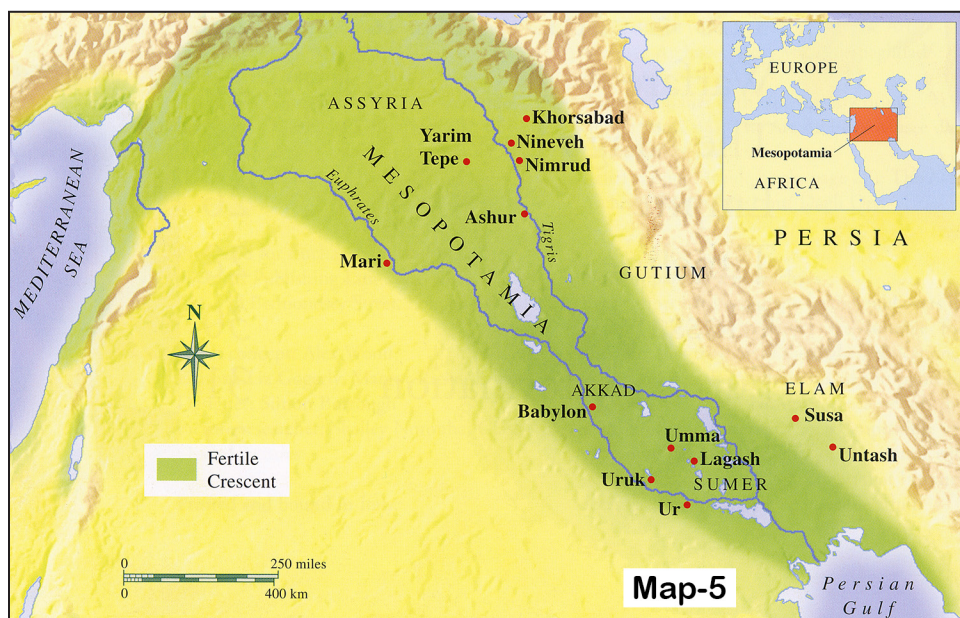 EUROPE
Mesopotamia
AFRICA
ASSYRIA
Khorsabad
Yarim
Tepe
Nineveh
Nimrud
MESOPOTAMIA
Euphrates
Ashur
Tigris
PERSIA
GUTIUM
MEDITERRANEAN
SEA
Mari
N
AKKAD
ELAM
Babylon
Susa
Umma
Untash
Lagash
Fertile
Crescent
Uruk
SUMER
Ur
0 250 miles
0 400 km
Map-5
Persian
Gulf